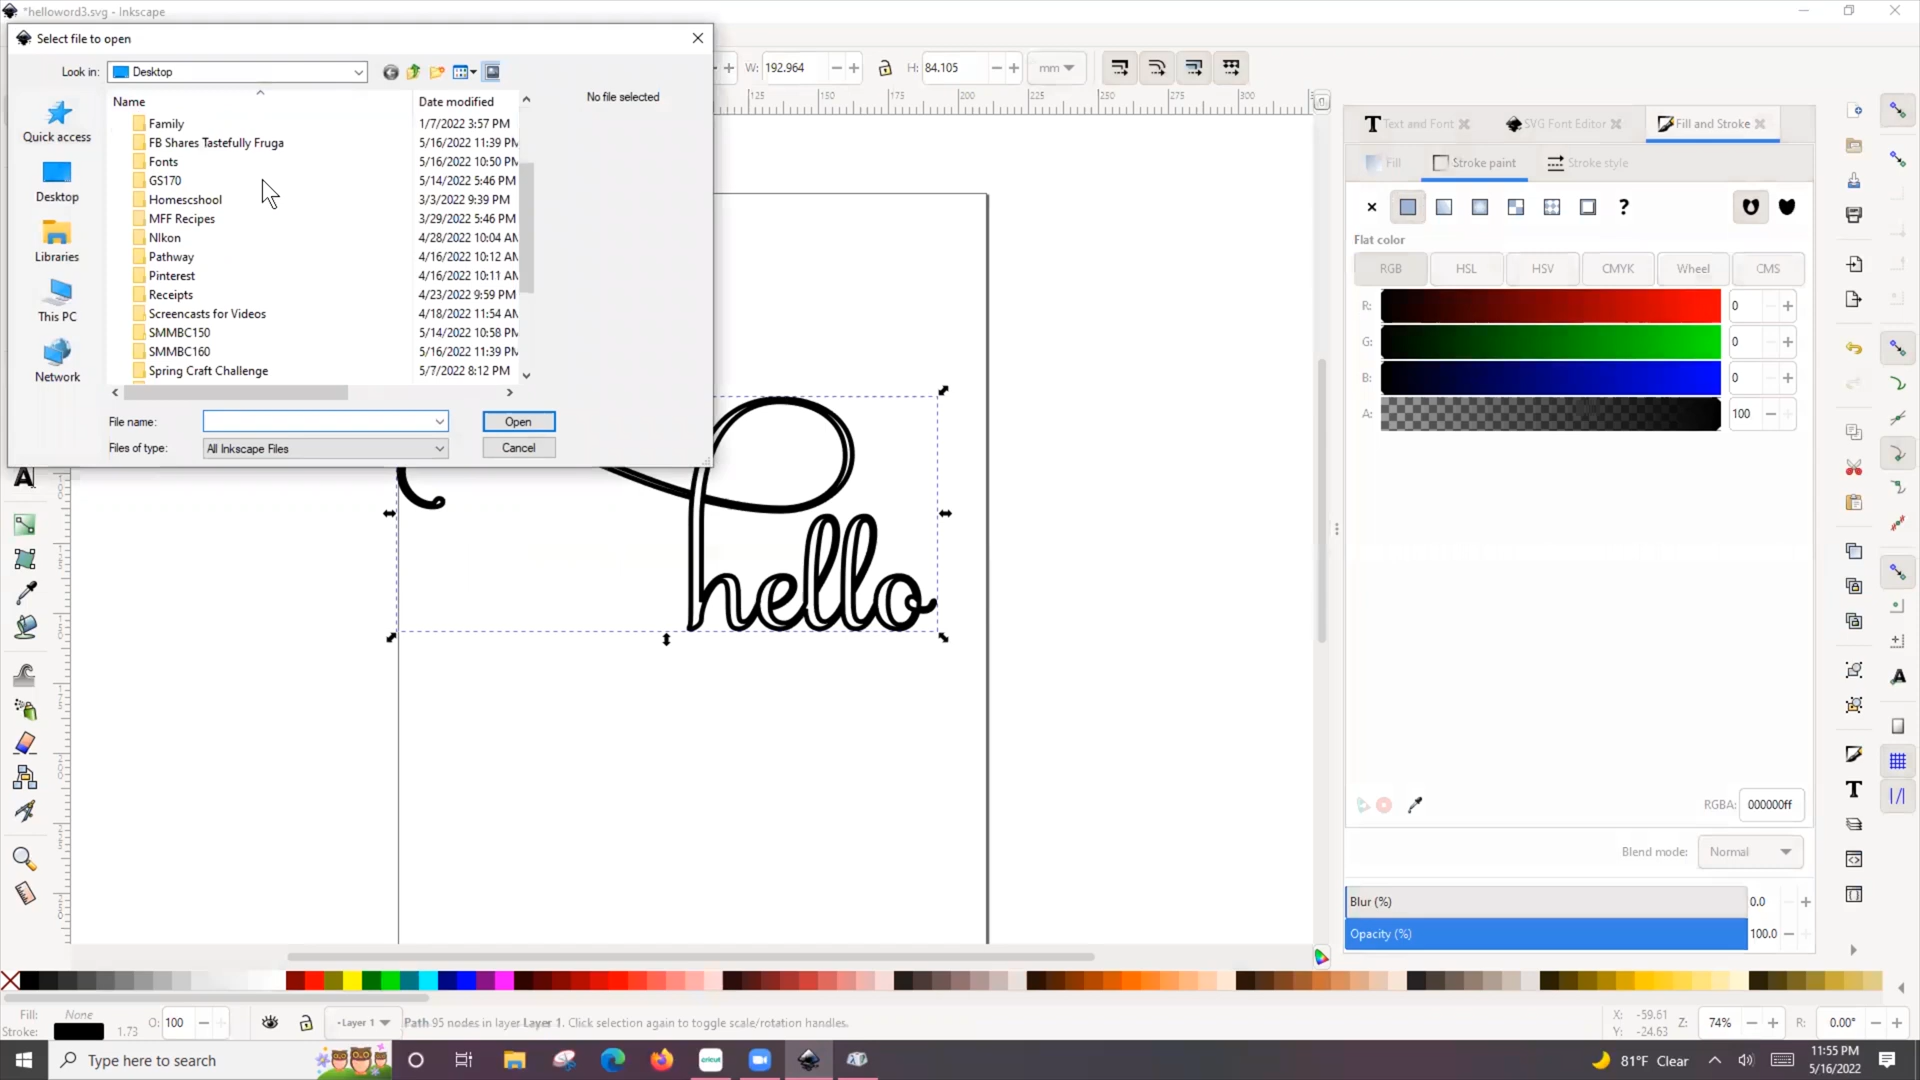 *helloword3.svg - Inkscape
Select file to open
Look in: Desktop
Name Date modified
No file selected
Quick access
Desktop
Libraries
This PC
Network
Family 1/7/2022 3:57 PM
FB Shares Tastefully Fruga 5/16/2022 11:39 PM
Fonts 5/16/2022 10:50 PM
GS170 5/14/2022 5:46 PM
Homescshool 3/3/2022 9:39 PM
MFF Recipes 3/29/2022 5:46 PM
NIkon 4/28/2022 10:04 AM
Pathway 4/16/2022 10:12 AM
Pinterest 4/16/2022 10:11 AM
Receipts 4/23/2022 9:59 PM
Screencasts for Videos 4/18/2022 11:54 AM
SMMBC150 5/14/2022 10:58 PM
SMMBC160 5/16/2022 11:39 PM
Spring Craft Challenge 5/7/2022 8:12 PM
File name: Open
Files of type: All Inkscape Files Cancel
W: 192.964 H: 84.105 mm
125 150 175 200 225 250 275 300
hello
Text and Font SVG Font Editor Fill and Stroke
Fill Stroke paint Stroke style
Flat color
RGB HSL HSV CMYK Wheel CMS
R: 0
G: 0
B: 0
A: 100
RGBA: 000000ff
Blend mode: Normal
Blur (%) 0.0
Opacity (%) 100.0
Fill: None
Stroke: 1.73
O: 100
Layer 1
Path 95 nodes in layer Layer 1. Click selection again to toggle scale/rotation handles.
X: -59.61
Y: -24.63
Z: 74%
R: 0.00°
Type here to search
cricut
81°F Clear
11:55 PM
5/16/2022